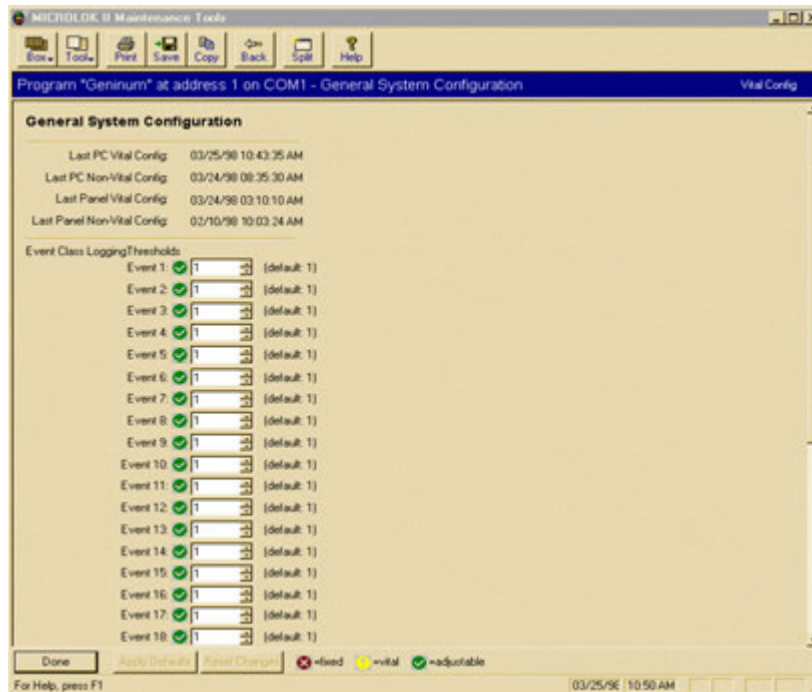 MICROLOK II Maintenance Tools
Box Tools Print Save Copy Back Split Help
Program "Geninum" at address 1 on COM1 - General System Configuration Vital Config
General System Configuration
Last PC Vital Config: 03/25/98 10:43:35 AM
Last PC Non-Vital Config: 03/24/98 08:35:30 AM
Last Panel Vital Config: 03/24/98 03:10:10 AM
Last Panel Non-Vital Config: 02/10/98 10:03:24 AM
Event Class LoggingThresholds
Event 1: 1 (default: 1)
Event 2: 1 (default: 1)
Event 3: 1 (default: 1)
Event 4: 1 (default: 1)
Event 5: 1 (default: 1)
Event 6: 1 (default: 1)
Event 7: 1 (default: 1)
Event 8: 1 (default: 1)
Event 9: 1 (default: 1)
Event 10: 1 (default: 1)
Event 11: 1 (default: 1)
Event 12: 1 (default: 1)
Event 13: 1 (default: 1)
Event 14: 1 (default: 1)
Event 15: 1 (default: 1)
Event 16: 1 (default: 1)
Event 17: 1 (default: 1)
Event 18: 1 (default: 1)
Done Apply Defaults Reset Changes =fixed =vital =adjustable
For Help, press F1 03/25/9 10:50 AM